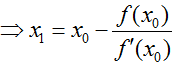 ⇒ x₁ = x₀ − f(x₀) / f′(x₀)